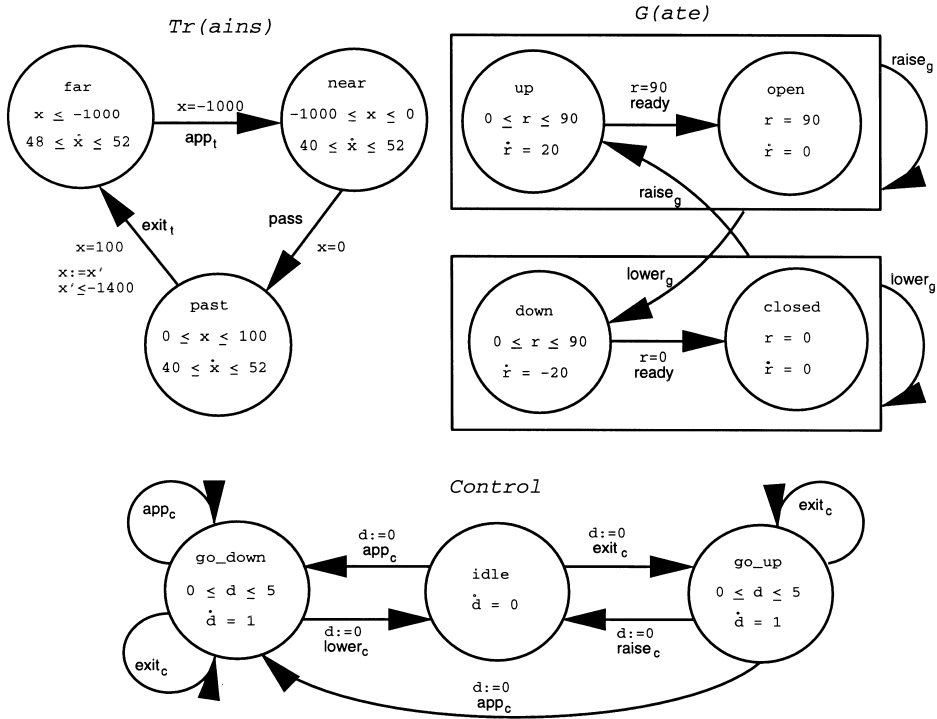 Tr(ains)
far
x ≤ -1000
48 ≤ ẋ ≤ 52
x=-1000
app_t
near
-1000 ≤ x ≤ 0
40 ≤ ẋ ≤ 52
pass
x=0
exit_t
x=100
x:=x'
x'≤-1400
past
0 ≤ x ≤ 100
40 ≤ ẋ ≤ 52
G(ate)
up
0 ≤ r ≤ 90
ṙ = 20
r=90
ready
open
r = 90
ṙ = 0
raise_g
raise_g
lower_g
down
0 ≤ r ≤ 90
ṙ = -20
r=0
ready
closed
r = 0
ṙ = 0
lower_g
Control
app_c
go_down
0 ≤ d ≤ 5
ḋ = 1
exit_c
d:=0
app_c
d:=0
lower_c
idle
ḋ = 0
d:=0
exit_c
d:=0
raise_c
go_up
0 ≤ d ≤ 5
ḋ = 1
exit_c
d:=0
app_c